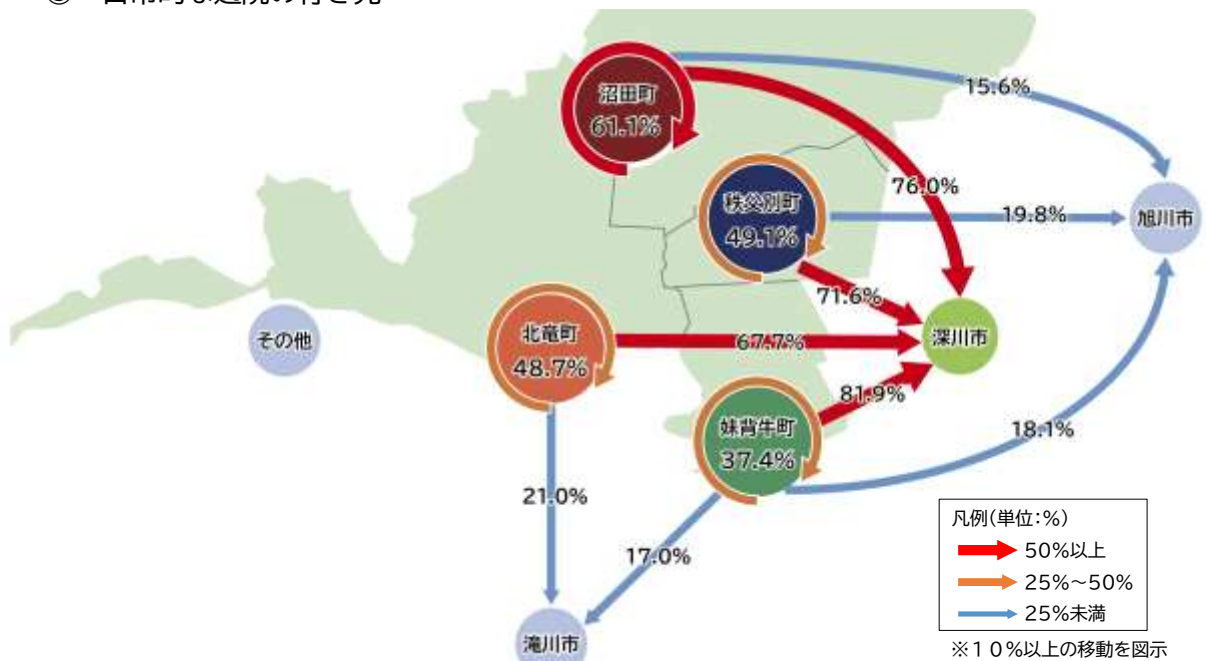 沼田町
61.1%
15.6%
76.0%
秩父別町
49.1%
19.8%
旭川市
71.6%
その他
北竜町
48.7%
67.7%
深川市
81.9%
妹背牛町
37.4%
18.1%
21.0%
17.0%
滝川市
凡例(単位:%)
50%以上
25%~50%
25%未満
※10%以上の移動を図示